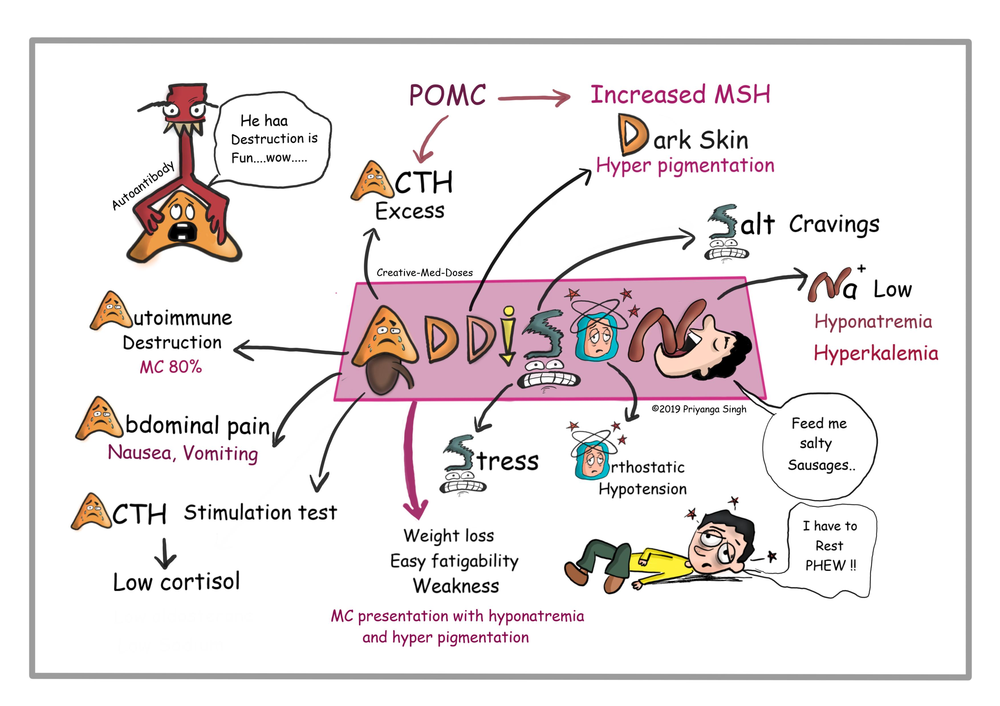 He haa
Destruction is
Fun....wow.....
Autoantibody
POMC
Increased MSH
Dark Skin
Hyper pigmentation
ACTH
Excess
Salt Cravings
Na+ Low
Hyponatremia
Hyperkalemia
Creative-Med-Doses
ADDiSON
©2019 Priyanga Singh
Autoimmune
Destruction
MC 80%
Abdominal pain
Nausea, Vomiting
ACTH Stimulation test
Low cortisol
Stress
Orthostatic
Hypotension
Weight loss
Easy fatigability
Weakness
MC presentation with hyponatremia
and hyper pigmentation
Feed me
salty
Sausages..
I have to
Rest
PHEW !!